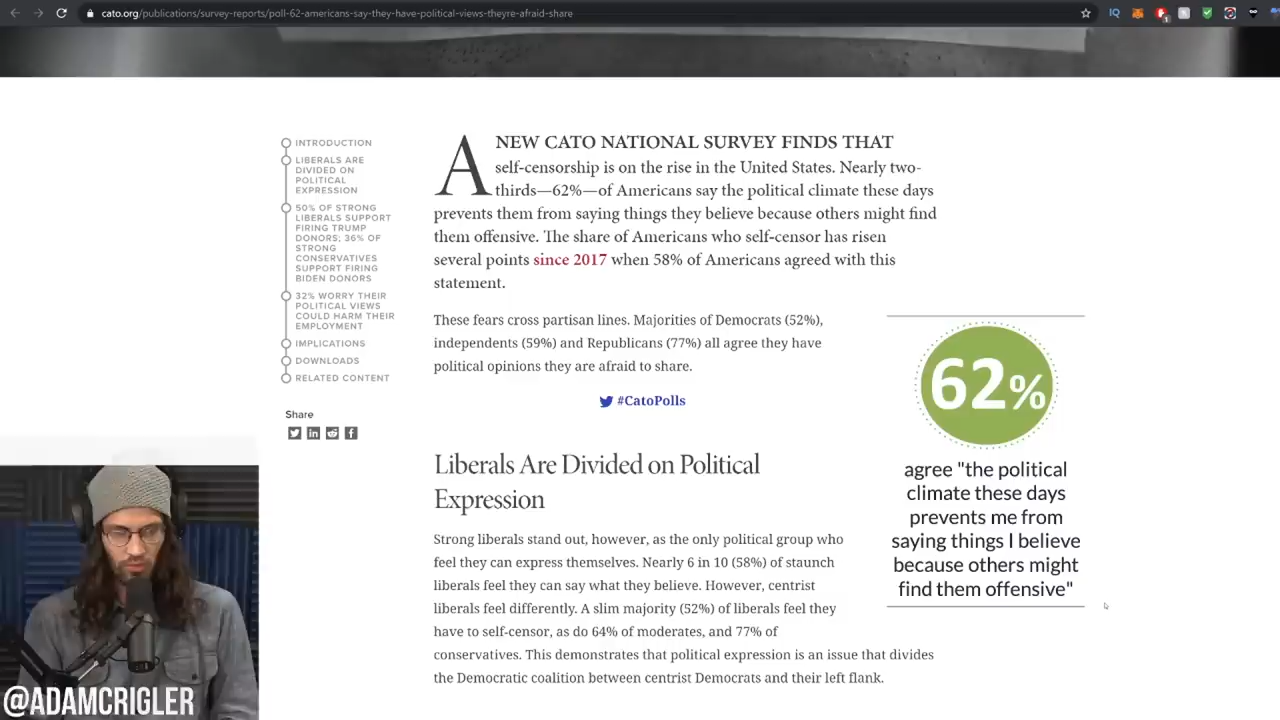 cato.org/publications/survey-reports/poll-62-americans-say-they-have-political-views-theyre-afraid-share
INTRODUCTION
LIBERALS ARE
DIVIDED ON
POLITICAL
EXPRESSION
50% OF STRONG
LIBERALS SUPPORT
FIRING TRUMP
DONORS; 36% OF
STRONG
CONSERVATIVES
SUPPORT FIRING
BIDEN DONORS
32% WORRY THEIR
POLITICAL VIEWS
COULD HARM THEIR
EMPLOYMENT
IMPLICATIONS
DOWNLOADS
RELATED CONTENT
Share
A NEW CATO NATIONAL SURVEY FINDS THAT
self-censorship is on the rise in the United States. Nearly two-
thirds—62%—of Americans say the political climate these days
prevents them from saying things they believe because others might find
them offensive. The share of Americans who self-censor has risen
several points since 2017 when 58% of Americans agreed with this
statement.
These fears cross partisan lines. Majorities of Democrats (52%),
independents (59%) and Republicans (77%) all agree they have
political opinions they are afraid to share.
#CatoPolls
62%
agree "the political
climate these days
prevents me from
saying things I believe
because others might
find them offensive"
Liberals Are Divided on Political
Expression
Strong liberals stand out, however, as the only political group who
feel they can express themselves. Nearly 6 in 10 (58%) of staunch
liberals feel they can say what they believe. However, centrist
liberals feel differently. A slim majority (52%) of liberals feel they
have to self-censor, as do 64% of moderates, and 77% of
conservatives. This demonstrates that political expression is an issue that divides
the Democratic coalition between centrist Democrats and their left flank.
@ADAMCRIGLER